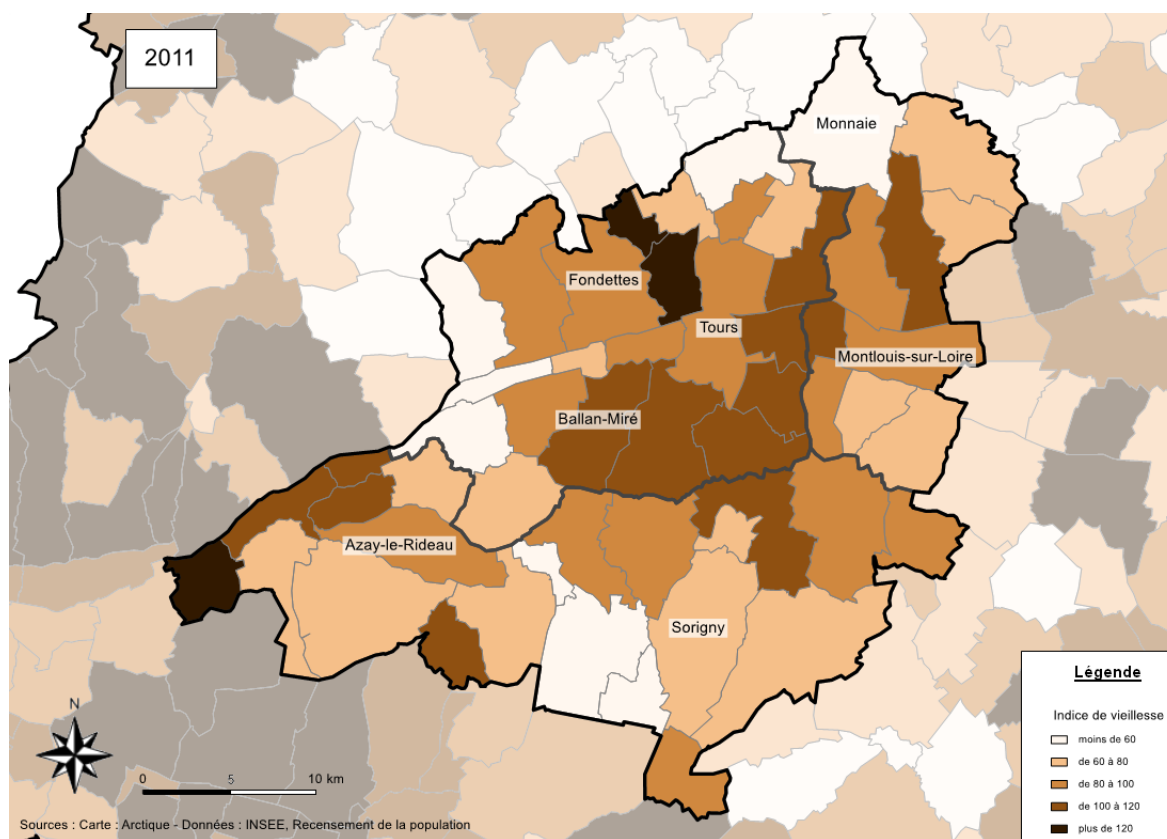 2011
Monnaie
Fondettes
Tours
Montlouis-sur-Loire
Ballan-Miré
Azay-le-Rideau
Sorigny
N
0 5 10 km
Légende
Indice de vieillesse
moins de 60
de 60 à 80
de 80 à 100
de 100 à 120
plus de 120
Sources : Carte : Arctique - Données : INSEE, Recensement de la population